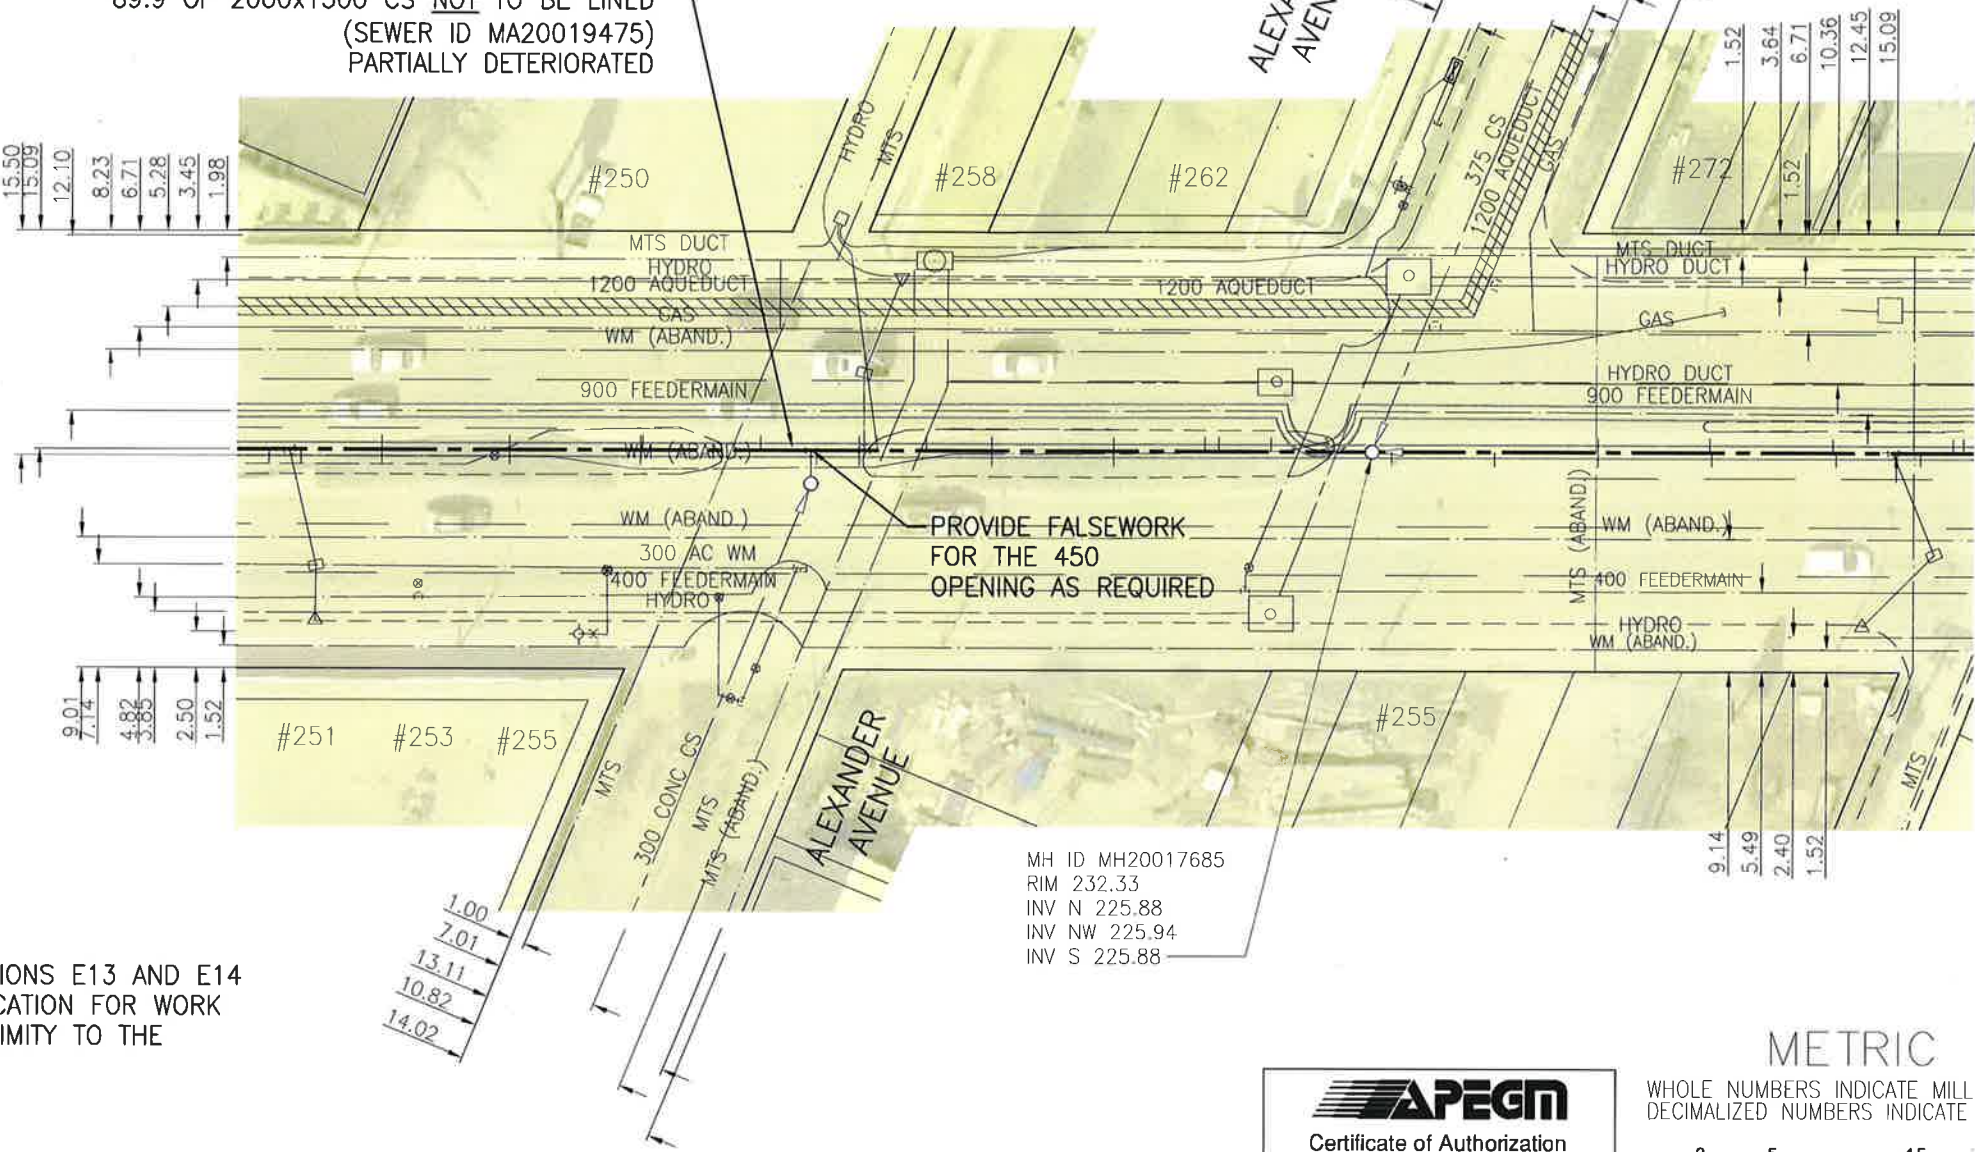 89.9 OF 2000x1500 CS NOT TO BE LINED
(SEWER ID MA20019475)
PARTIALLY DETERIORATED
15.50
15.09
12.10
8.23
6.71
5.28
3.45
1.98
1.52
3.64
6.71
10.36
12.45
15.09
1.52
#250
HYDRO
MTS
#258
#262
375 CS
1200 AQUEDUCT
GAS
#272
MTS DUCT
HYDRO
1200 AQUEDUCT
GAS
WM (ABAND.)
900 FEEDERMAIN
1200 AQUEDUCT
MTS DUCT
HYDRO DUCT
GAS
HYDRO DUCT
900 FEEDERMAIN
WM (ABAND.)
WM (ABAND.)
300 AC WM
400 FEEDERMAIN
HYDRO
PROVIDE FALSEWORK
FOR THE 450
OPENING AS REQUIRED
MTS (ABAND.)
WM (ABAND.)
400 FEEDERMAIN
HYDRO
WM (ABAND.)
9.01
7.14
4.82
3.85
2.50
1.52
#251
#253
#255
MTS
300 CONC CS
MTS
MTS (ABAND.)
ALEXANDER
AVENUE
#255
MTS
9.14
5.49
2.40
1.52
MH ID MH20017685
RIM 232.33
INV N 225.88
INV NW 225.94
INV S 225.88
1.00
7.01
13.11
10.82
14.02
IONS E13 AND E14
CATION FOR WORK
IMITY TO THE
METRIC
WHOLE NUMBERS INDICATE MILL
DECIMALIZED NUMBERS INDICATE
APEGM
Certificate of Authorization